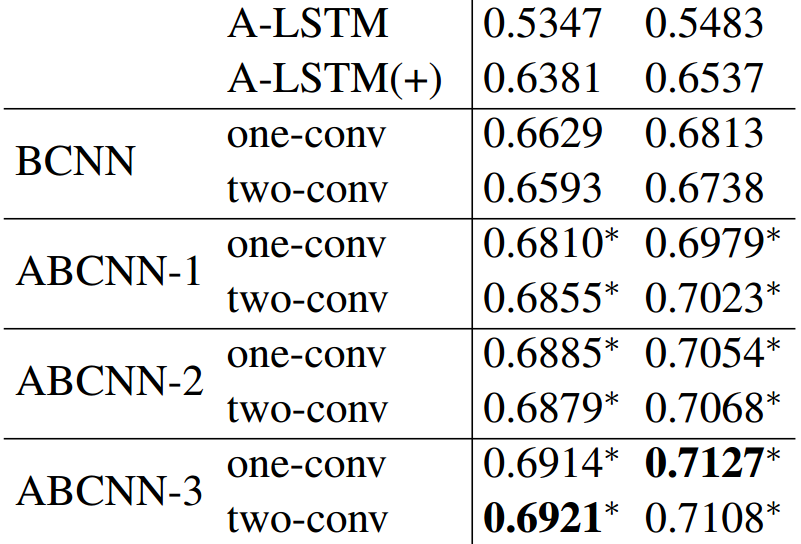 A-LSTM 0.5347 0.5483
A-LSTM(+) 0.6381 0.6537
BCNN one-conv 0.6629 0.6813
two-conv 0.6593 0.6738
ABCNN-1 one-conv 0.6810* 0.6979*
two-conv 0.6855* 0.7023*
ABCNN-2 one-conv 0.6885* 0.7054*
two-conv 0.6879* 0.7068*
ABCNN-3 one-conv 0.6914* 0.7127*
two-conv 0.6921* 0.7108*